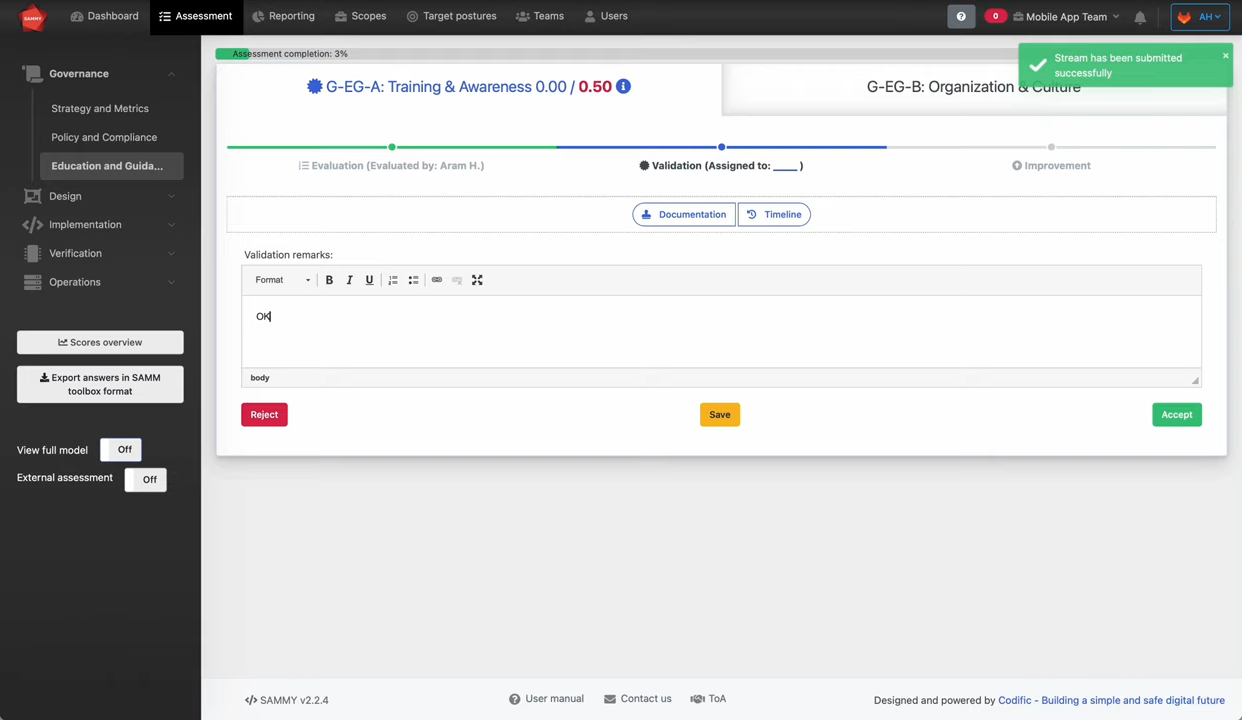 SAMMY
Dashboard
Assessment
Reporting
Scopes
Target postures
Teams
Users
?
0
Mobile App Team
AH
Governance
Strategy and Metrics
Policy and Compliance
Education and Guida...
Design
Implementation
Verification
Operations
Scores overview
Export answers in SAMM
toolbox format
View full model
Off
External assessment
Off
Assessment completion: 3%
Stream has been submitted
successfully
×
G-EG-A: Training & Awareness 0.00 / 0.50
G-EG-B: Organization & Culture
Evaluation (Evaluated by: Aram H.)
Validation (Assigned to: ____ )
Improvement
Documentation
Timeline
Validation remarks:
Format
B I U
OK
body
Reject
Save
Accept
SAMMY v2.2.4
User manual
Contact us
ToA
Designed and powered by Codific - Building a simple and safe digital future